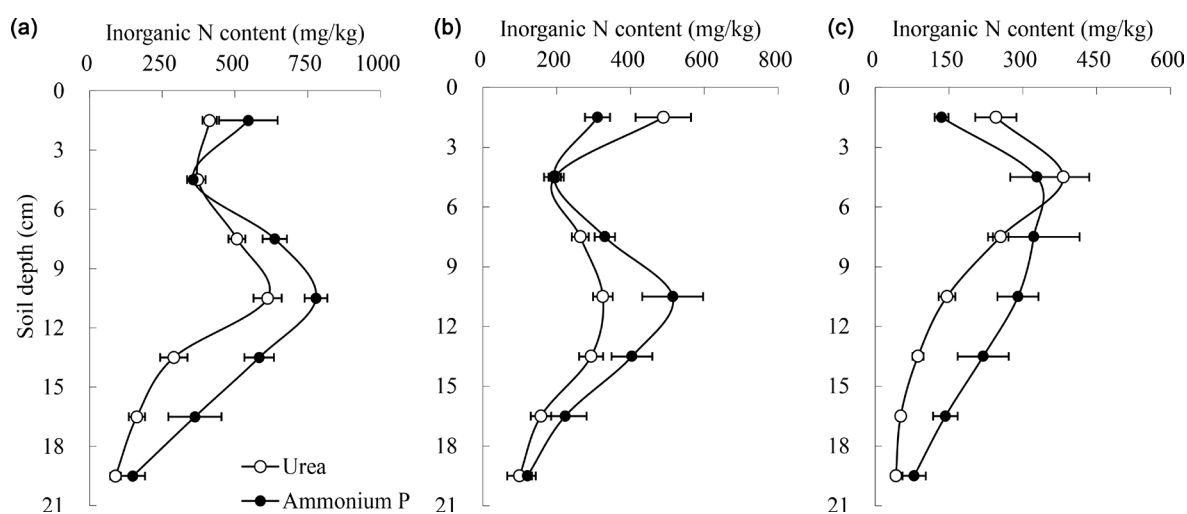 (a) Inorganic N content (mg/kg)
0 250 500 750 1000
0
3
6
9
12
15
18
21
Soil depth (cm)
Urea
Ammonium P
(b) Inorganic N content (mg/kg)
0 200 400 600 800
0
3
6
9
12
15
18
21
(c) Inorganic N content (mg/kg)
0 150 300 450 600
0
3
6
9
12
15
18
21